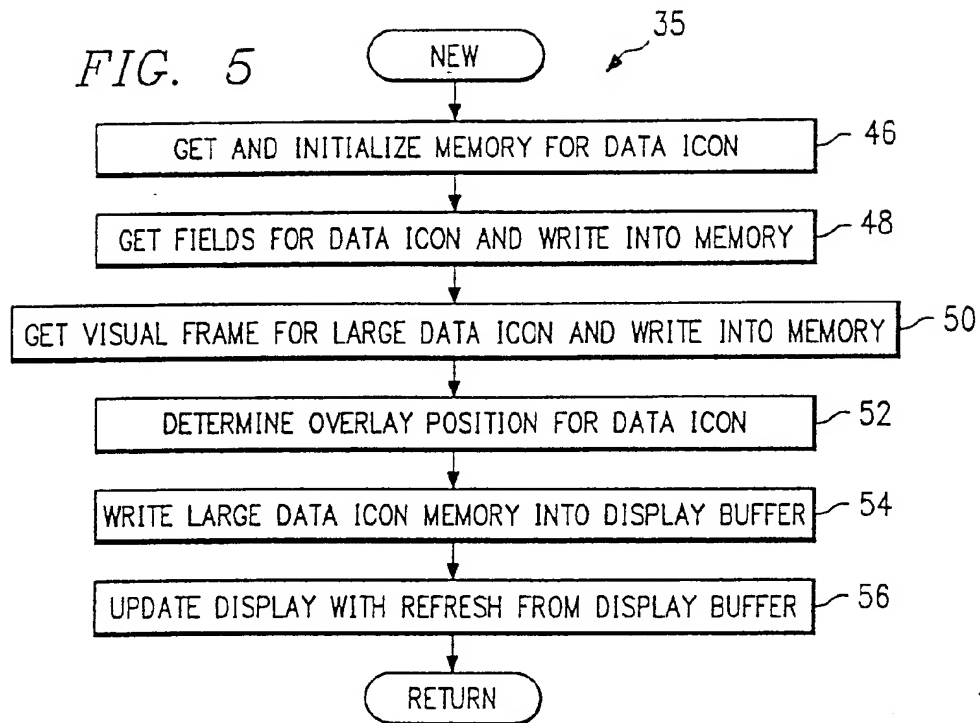 FIG. 5
NEW
35
GET AND INITIALIZE MEMORY FOR DATA ICON
46
GET FIELDS FOR DATA ICON AND WRITE INTO MEMORY
48
GET VISUAL FRAME FOR LARGE DATA ICON AND WRITE INTO MEMORY
50
DETERMINE OVERLAY POSITION FOR DATA ICON
52
WRITE LARGE DATA ICON MEMORY INTO DISPLAY BUFFER
54
UPDATE DISPLAY WITH REFRESH FROM DISPLAY BUFFER
56
RETURN